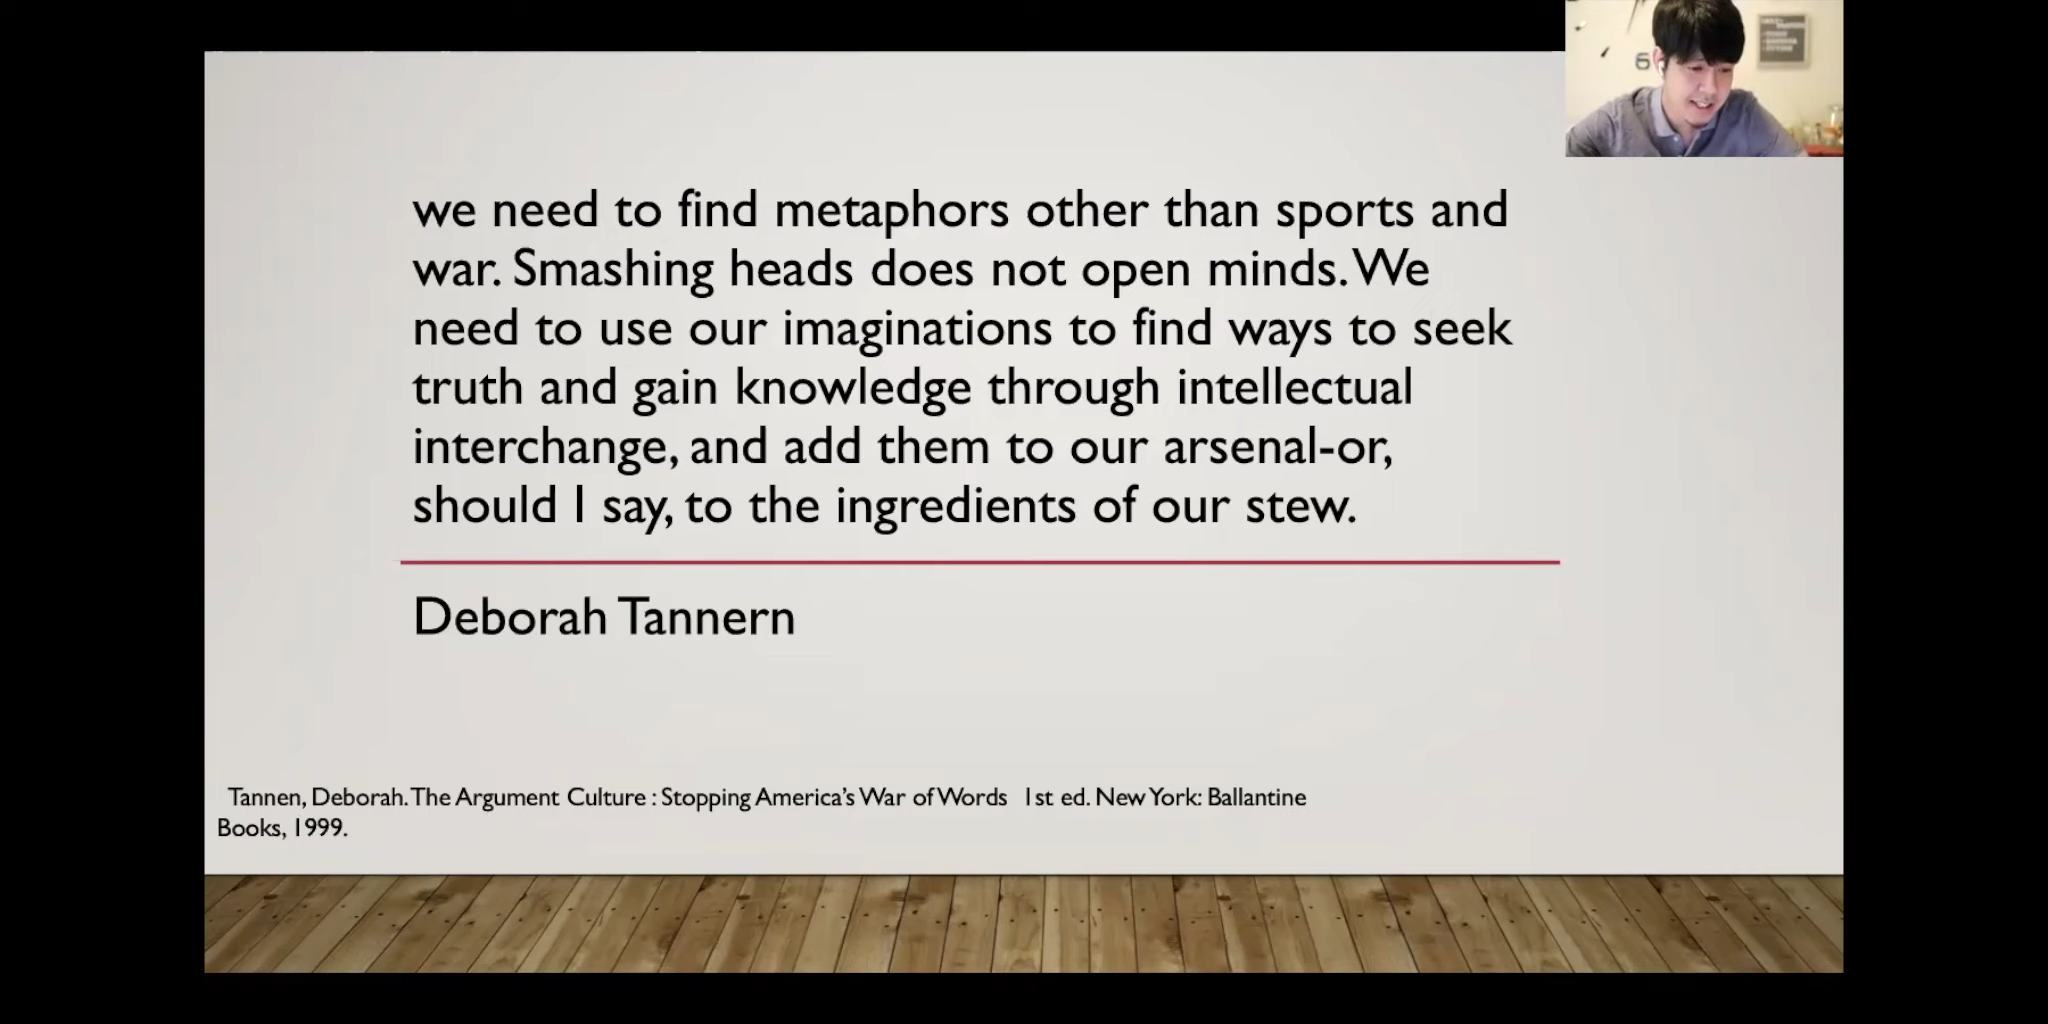 6
we need to find metaphors other than sports and
war. Smashing heads does not open minds. We
need to use our imaginations to find ways to seek
truth and gain knowledge through intellectual
interchange, and add them to our arsenal-or,
should I say, to the ingredients of our stew.
Deborah Tannern
Tannen, Deborah. The Argument Culture : Stopping America’s War of Words 1st ed. New York: Ballantine
Books, 1999.